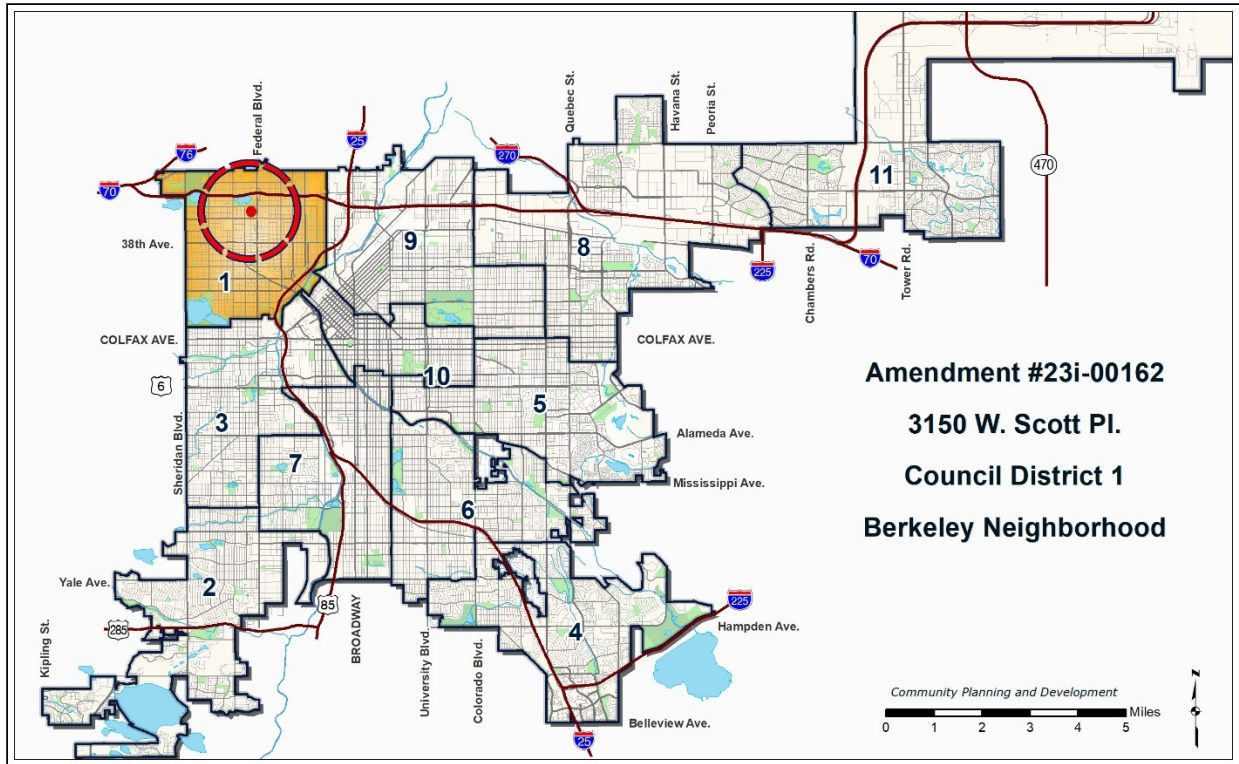 Federal Blvd.
Quebec St.
Havana St.
Peoria St.
76
25
270
70
470
11
38th Ave.
9
8
1
225
70
Chambers Rd.
Tower Rd.
COLFAX AVE.
COLFAX AVE.
6
10
5
3
Sheridan Blvd.
Alameda Ave.
7
Mississippi Ave.
6
Amendment #23i-00162
3150 W. Scott Pl.
Council District 1
Berkeley Neighborhood
Yale Ave.
2
85
BROADWAY
285
Kipling St.
University Blvd.
Colorado Blvd.
4
225
Hampden Ave.
Belleview Ave.
25
Community Planning and Development
Miles
0 1 2 3 4 5
N